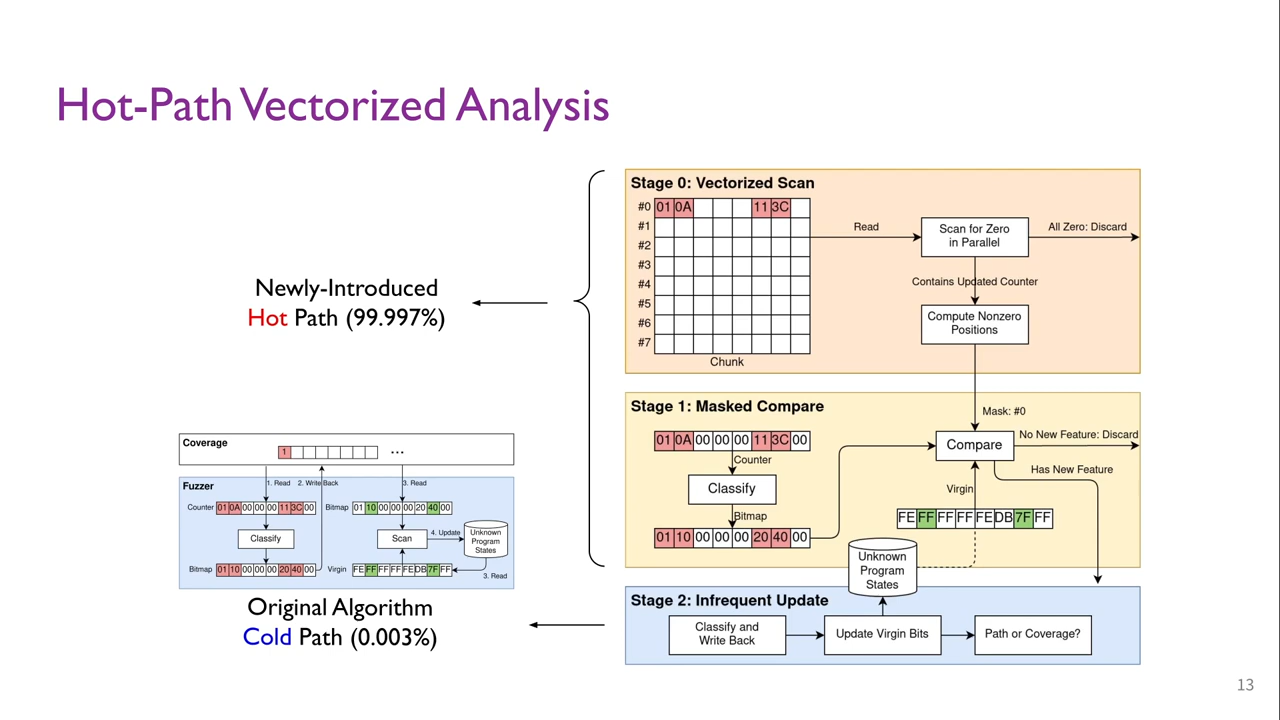 Hot-Path Vectorized Analysis
Newly-Introduced
Hot Path (99.997%)
Stage 0: Vectorized Scan
#0 01 0A 11 3C
#1
#2
#3
#4
#5
#6
#7
Chunk
Read
Scan for Zero
in Parallel
All Zero: Discard
Contains Updated Counter
Compute Nonzero
Positions
Stage 1: Masked Compare
Mask: #0
01 0A 00 00 00 11 3C 00
Counter
Classify
Bitmap
01 10 00 00 00 20 40 00
Compare
No New Feature: Discard
Has New Feature
Virgin
FE FF FF FF FE DB 7F FF
Unknown
Program
States
Stage 2: Infrequent Update
Classify and
Write Back
Update Virgin Bits
Path or Coverage?
Coverage
1
...
Fuzzer
1. Read
2. Write Back
3. Read
Counter 01 0A 00 00 00 11 3C 00
Bitmap 01 10 00 00 00 20 40 00
Classify
Scan
4. Update
Unknown
Program
States
Bitmap 01 10 00 00 00 20 40 00
Virgin FE FF FF FF FE DB 7F FF
3. Read
Original Algorithm
Cold Path (0.003%)
13